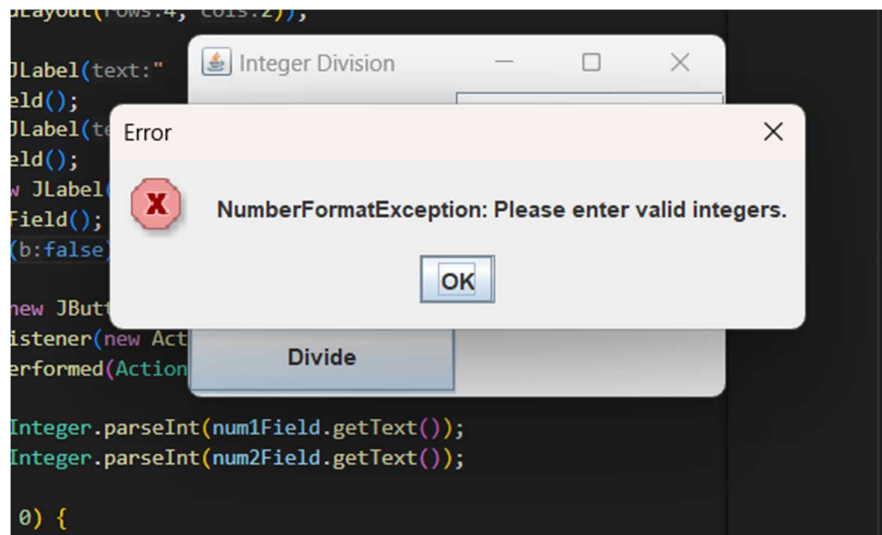 dLayout(rows:4, cols:2));
JLabel(text:"
eld();
JLabel(te
eld();
w JLabel(
Field();
(b:false)
new JButt
istener(new Act
erformed(Action
Integer.parseInt(num1Field.getText());
Integer.parseInt(num2Field.getText());
0) {
Integer Division
Error
NumberFormatException: Please enter valid integers.
OK
Divide